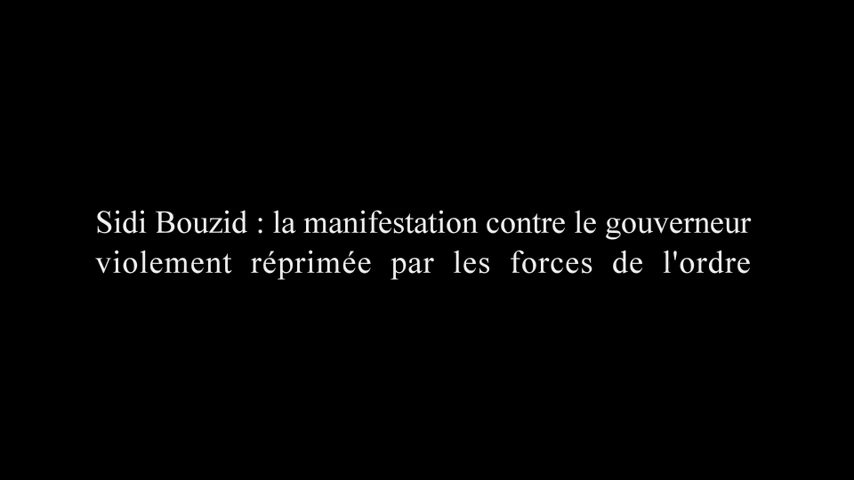 Sidi Bouzid : la manifestation contre le gouverneur
violement réprimée par les forces de l'ordre